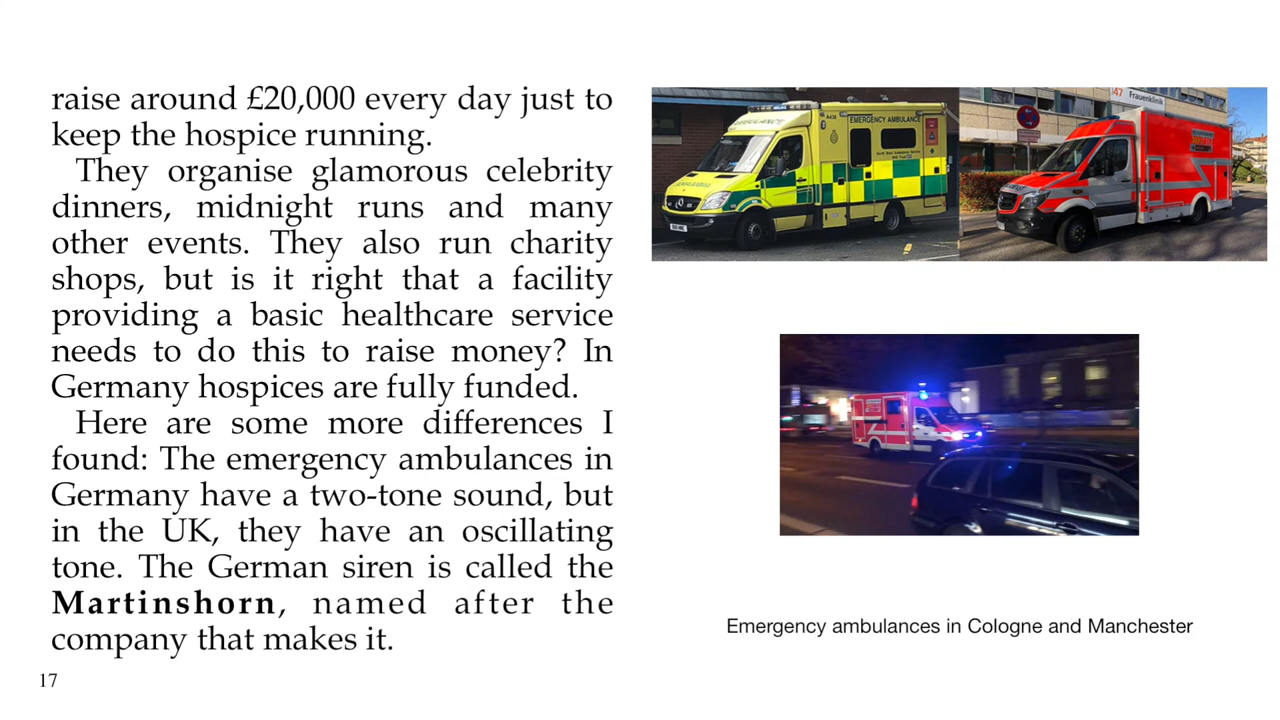 raise around £20,000 every day just to
keep the hospice running.
They organise glamorous celebrity
dinners, midnight runs and many
other events. They also run charity
shops, but is it right that a facility
providing a basic healthcare service
needs to do this to raise money? In
Germany hospices are fully funded.
Here are some more differences I
found: The emergency ambulances in
Germany have a two-tone sound, but
in the UK, they have an oscillating
tone. The German siren is called the
Martinshorn, named after the
company that makes it.
17
EMERGENCY AMBULANCE
47 Frauenklinik
Emergency ambulances in Cologne and Manchester